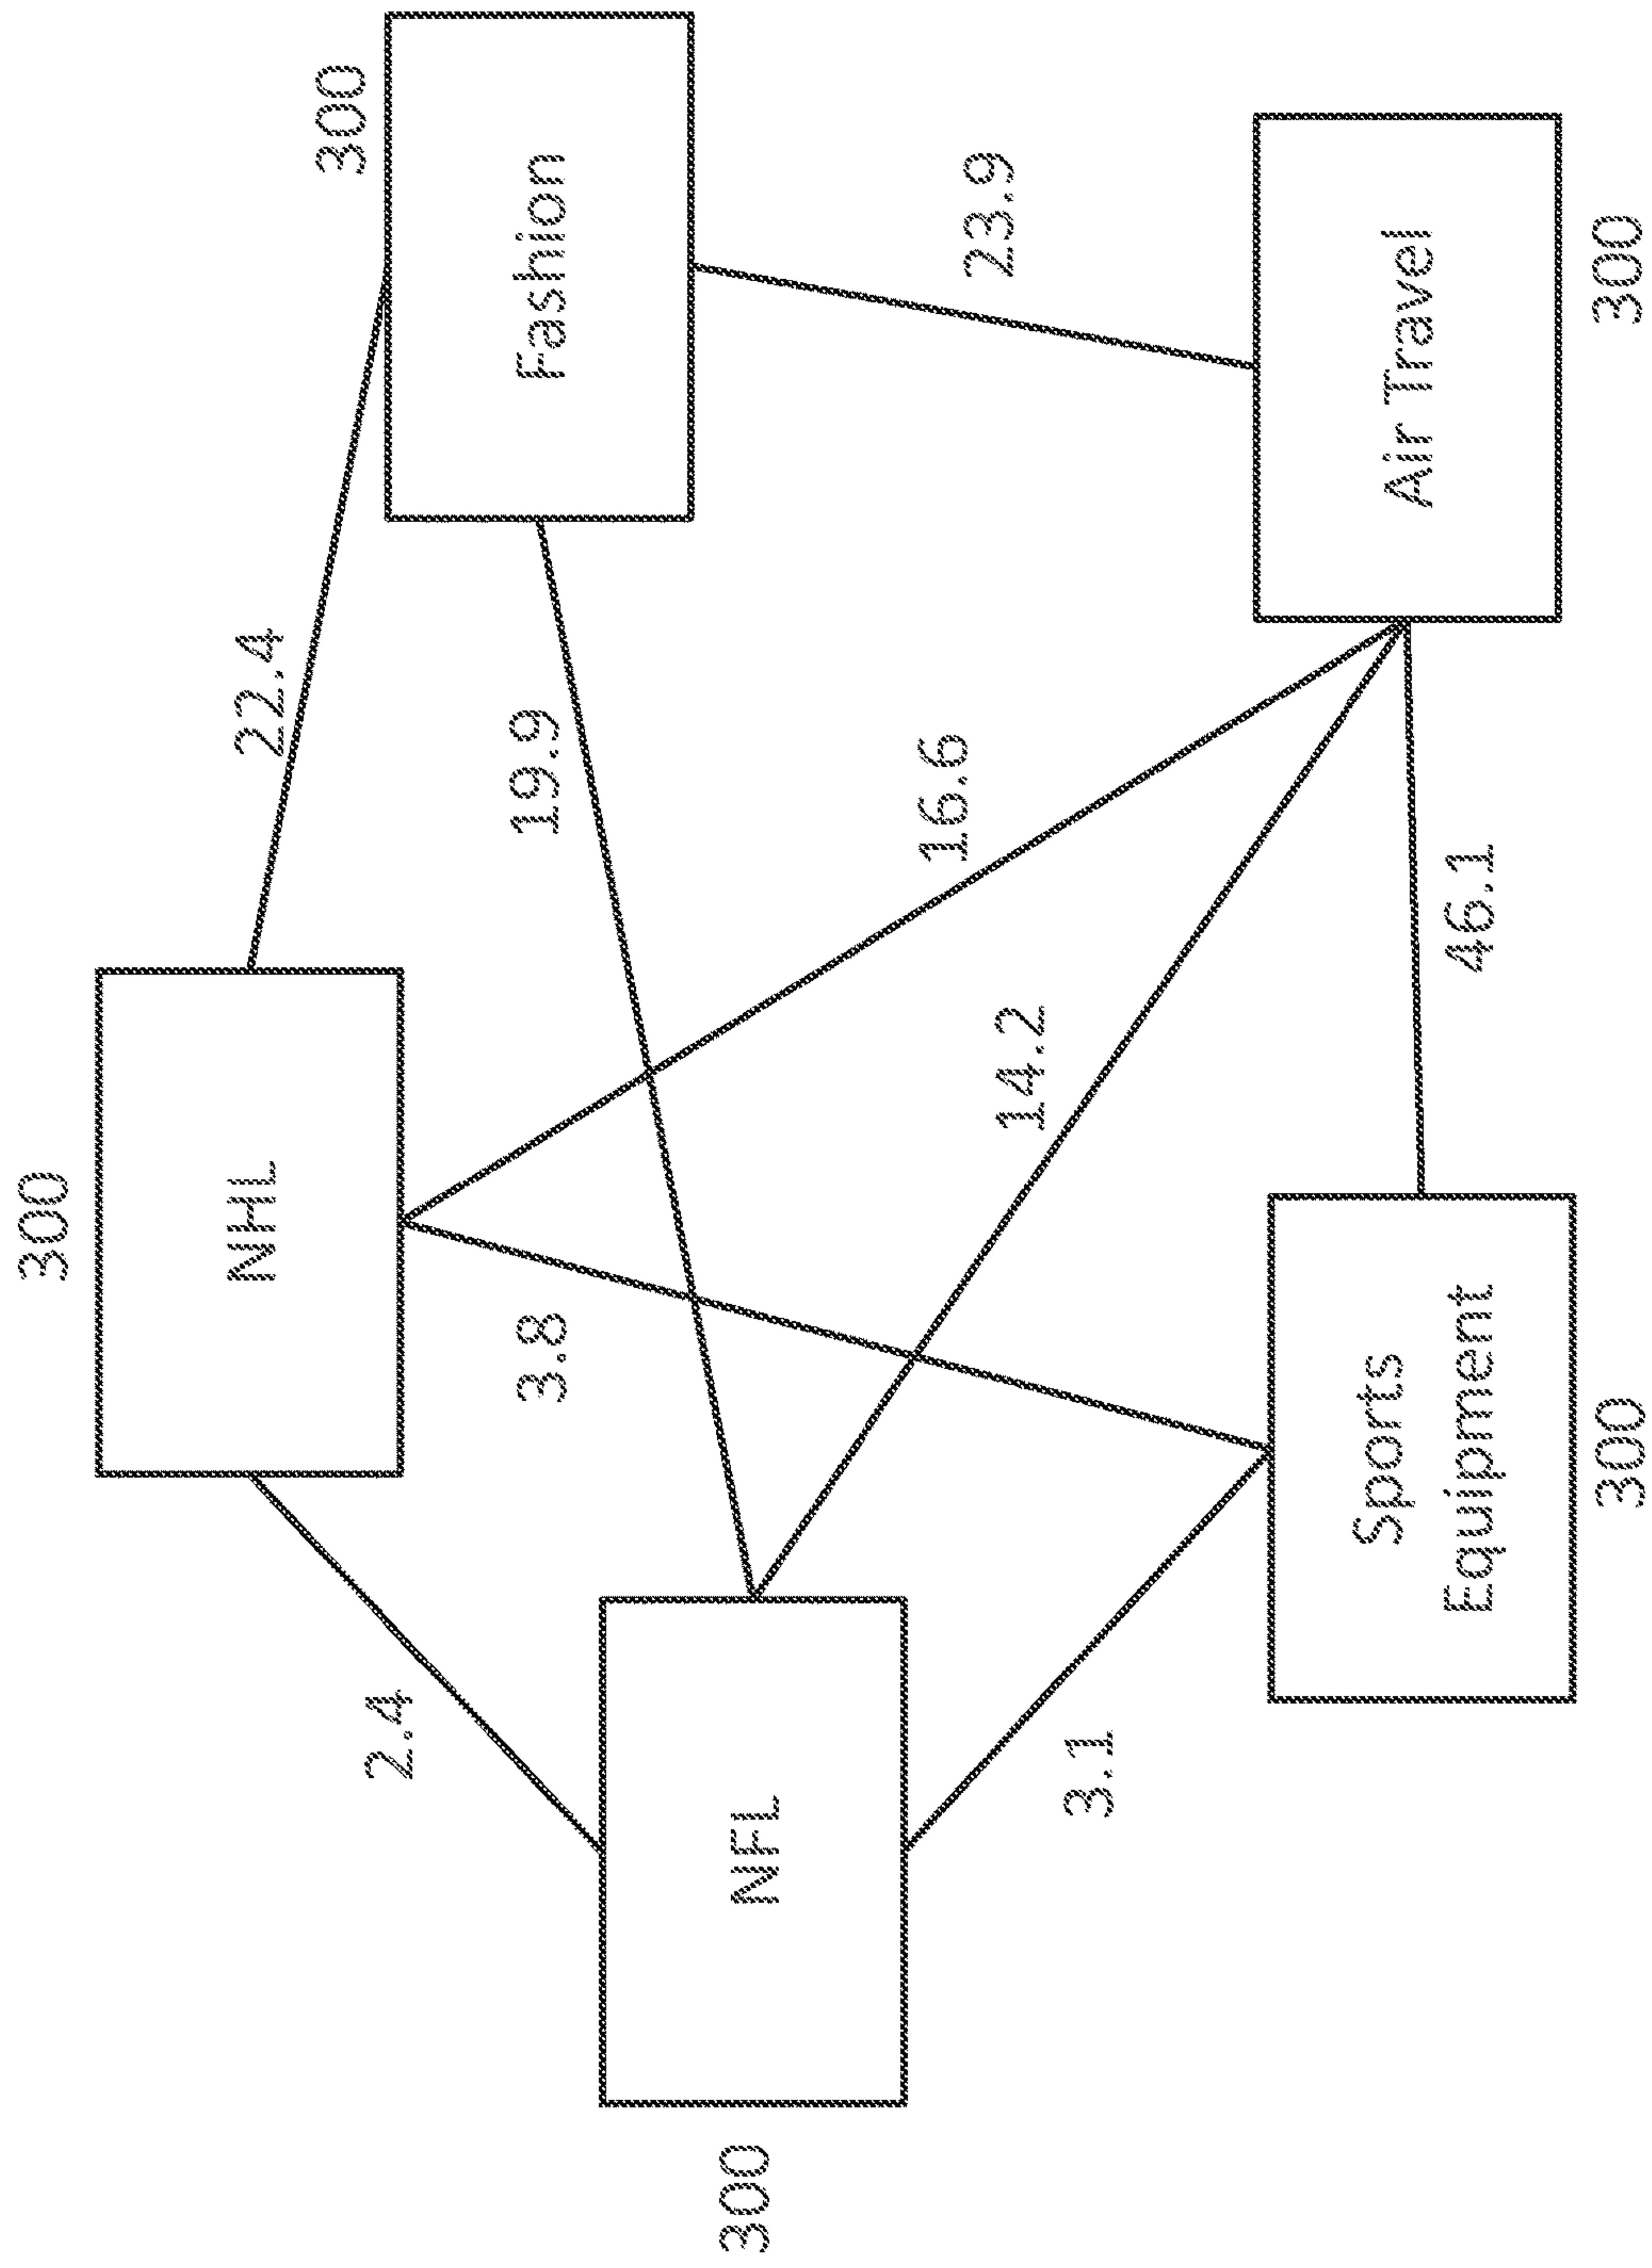 300
NHL
22.4
300
2.4
3.8
19.9
Fashion
300
NFL
16.6
23.9
14.2
3.1
Sports
Equipment
46.1
Air Travel
300
300